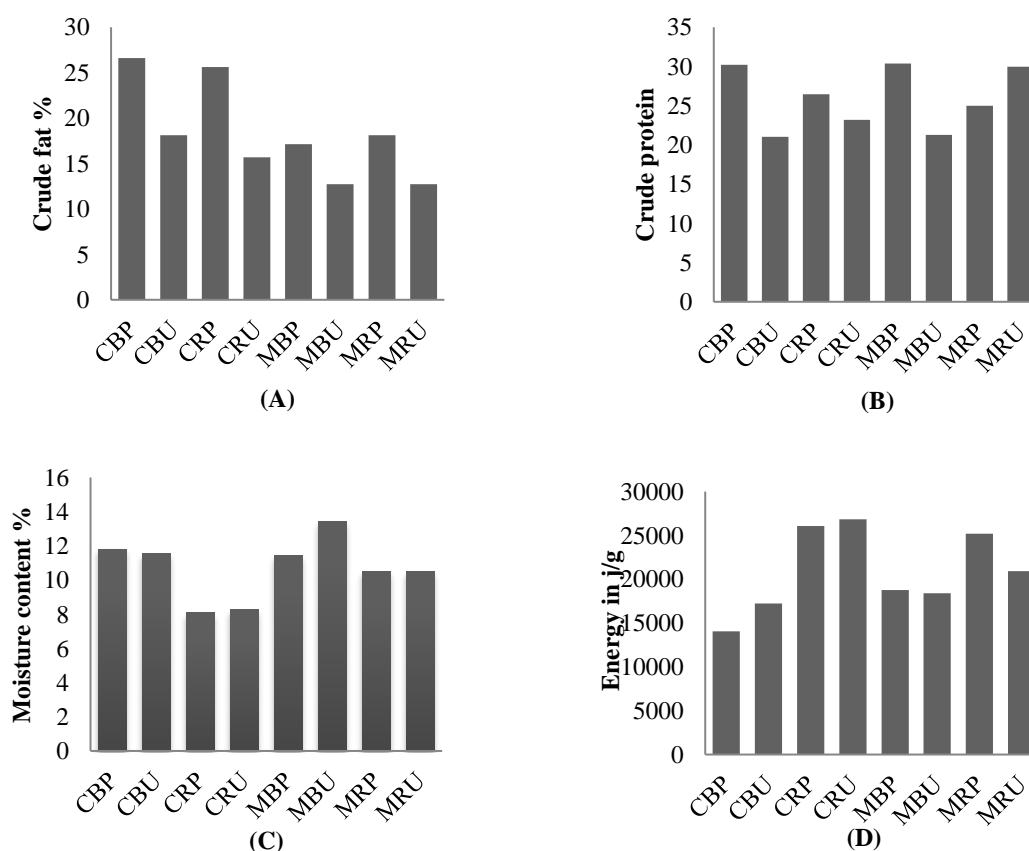 Crude fat %
30
25
20
15
10
5
0
CBP CBU CRP CRU MBP MBU MRP MRU
(A)
Crude protein
35
30
25
20
15
10
5
0
CBP CBU CRP CRU MBP MBU MRP MRU
(B)
Moisture content %
16
14
12
10
8
6
4
2
0
CBP CBU CRP CRU MBP MBU MRP MRU
(C)
Energy in j/g
30000
25000
20000
15000
10000
5000
0
CBP CBU CRP CRU MBP MBU MRP MRU
(D)